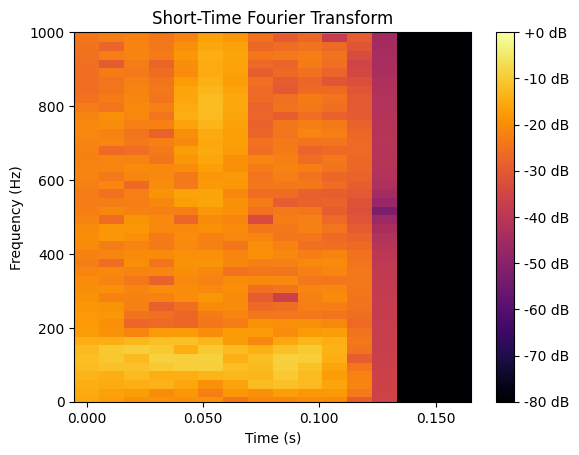 Short-Time Fourier Transform
1000
800
600
400
200
0
Frequency (Hz)
0.000
0.050
0.100
0.150
Time (s)
+0 dB
-10 dB
-20 dB
-30 dB
-40 dB
-50 dB
-60 dB
-70 dB
-80 dB